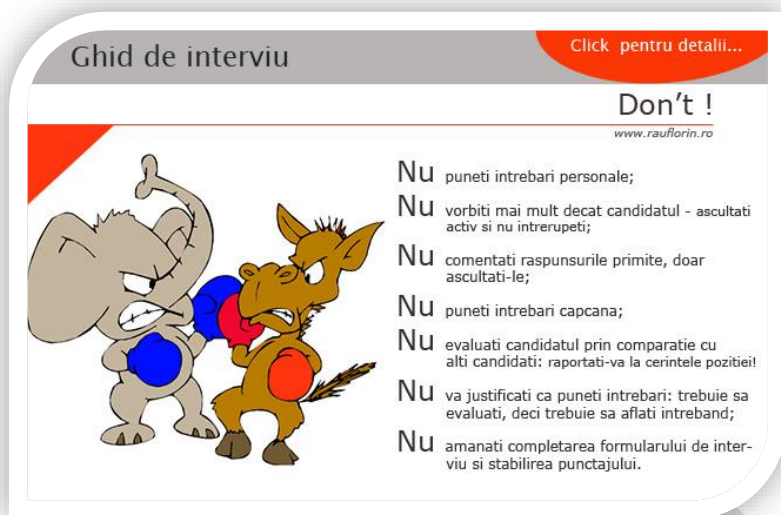 Ghid de interviu
Click pentru detalii...
Don't !
www.rauflorin.ro
Nu puneti intrebari personale;
Nu vorbiti mai mult decat candidatul - ascultati
activ si nu intrerupeti;
Nu comentati raspunsurile primite, doar
ascultati-le;
Nu puneti intrebari capcana;
Nu evaluati candidatul prin comparatie cu
alti candidati: raportati-va la cerintele pozitiei!
Nu va justificati ca puneti intrebari: trebuie sa
evaluati, deci trebuie sa aflati intreband;
Nu amanati completarea formularului de inter-
viu si stabilirea punctajului.